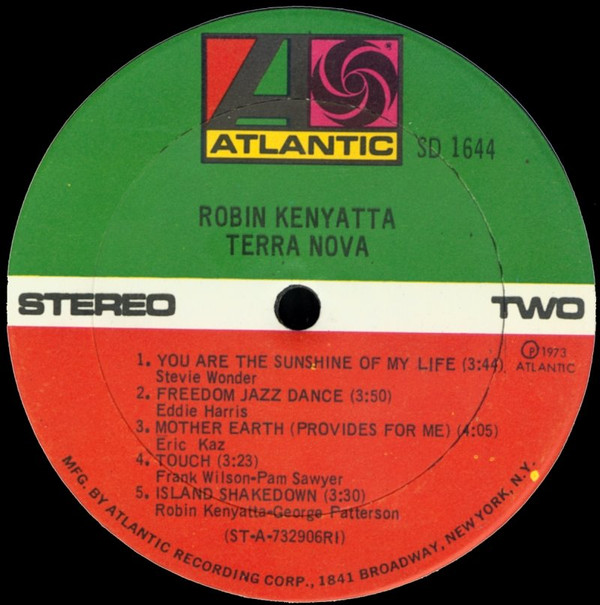 ATLANTIC
SD 1644
ROBIN KENYATTA
TERRA NOVA
STEREO
TWO
1. YOU ARE THE SUNSHINE OF MY LIFE (3:44)
Stevie Wonder
2. FREEDOM JAZZ DANCE (3:50)
Eddie Harris
3. MOTHER EARTH (PROVIDES FOR ME) (4:05)
Eric Kaz
4. TOUCH (3:23)
Frank Wilson-Pam Sawyer
5. ISLAND SHAKEDOWN (3:30)
Robin Kenyatta-George Patterson
(ST-A-732906RI)
℗ 1973
ATLANTIC
MFG. BY ATLANTIC RECORDING CORP., 1841 BROADWAY, NEW YORK, N.Y.